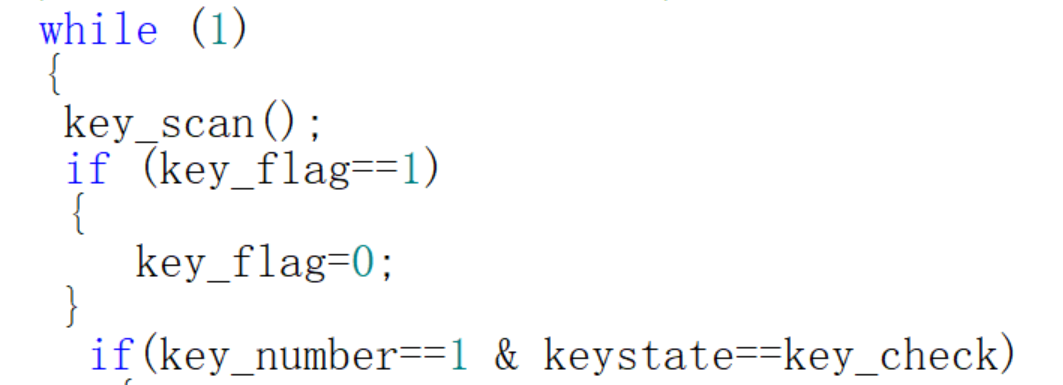 while (1)
{
key_scan();
if (key_flag==1)
{
key_flag=0;
}
if(key_number==1 & keystate==key_check)